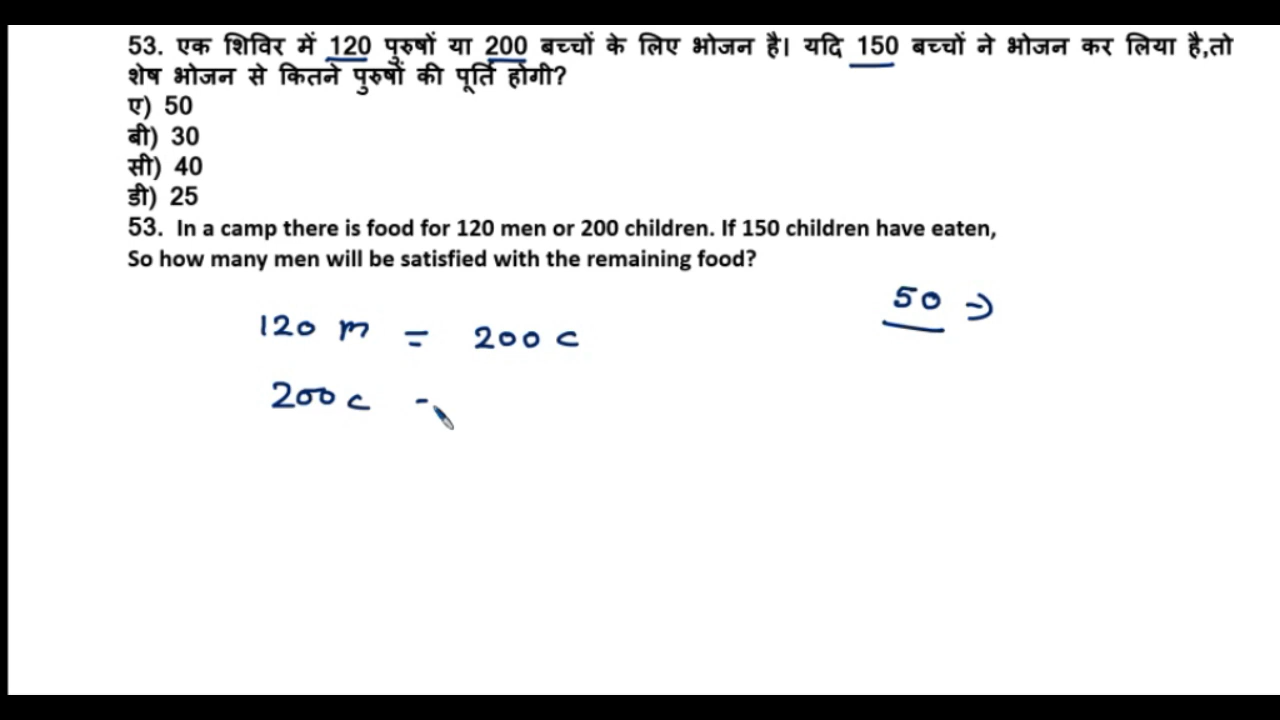 53. एक शिविर में 120 पुरुषों या 200 बच्चों के लिए भोजन है। यदि 150 बच्चों ने भोजन कर लिया है,तो
शेष भोजन से कितने पुरुषों की पूर्ति होगी?
ए) 50
बी) 30
सी) 40
डी) 25
53. In a camp there is food for 120 men or 200 children. If 150 children have eaten,
So how many men will be satisfied with the remaining food?
50 ⇒
120 m = 200 c
200 c -